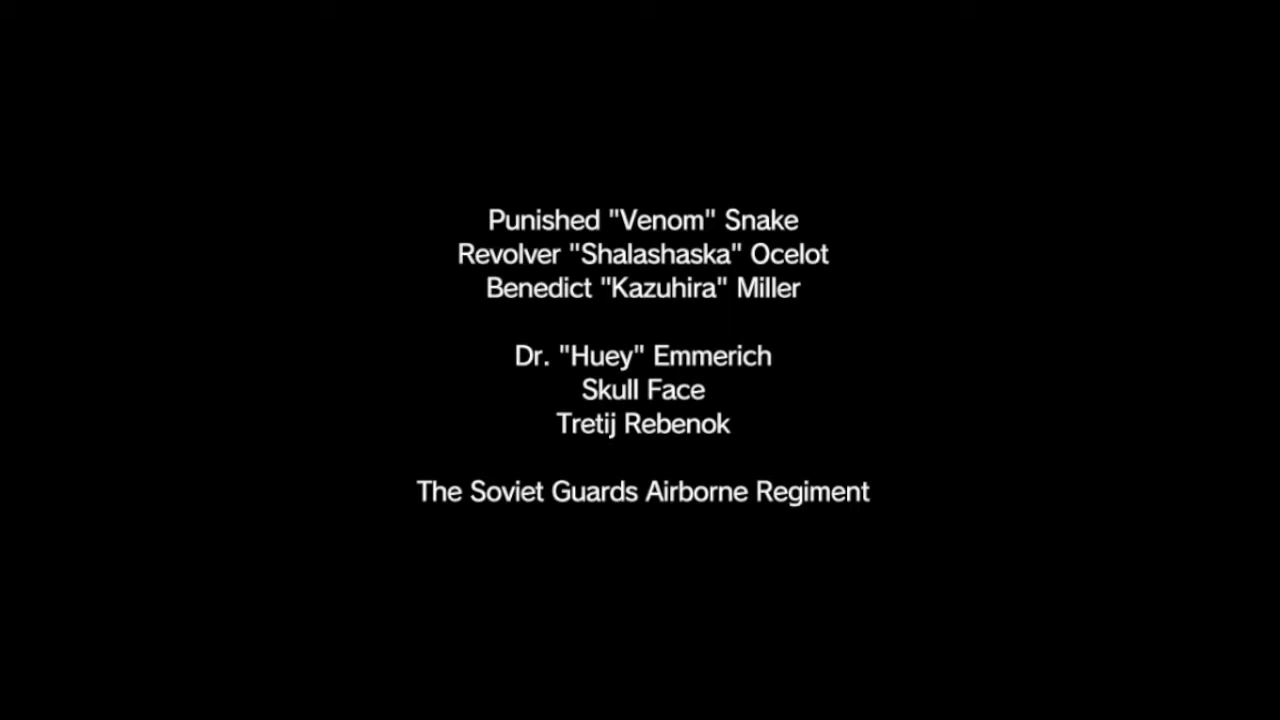 Punished "Venom" Snake
Revolver "Shalashaska" Ocelot
Benedict "Kazuhira" Miller
Dr. "Huey" Emmerich
Skull Face
Tretij Rebenok
The Soviet Guards Airborne Regiment